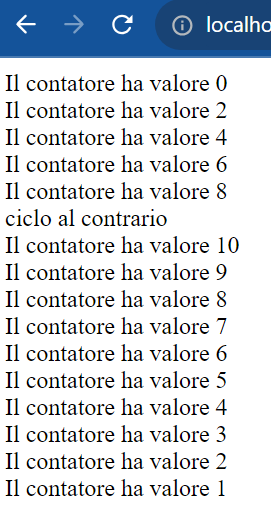 localho
Il contatore ha valore 0
Il contatore ha valore 2
Il contatore ha valore 4
Il contatore ha valore 6
Il contatore ha valore 8
ciclo al contrario
Il contatore ha valore 10
Il contatore ha valore 9
Il contatore ha valore 8
Il contatore ha valore 7
Il contatore ha valore 6
Il contatore ha valore 5
Il contatore ha valore 4
Il contatore ha valore 3
Il contatore ha valore 2
Il contatore ha valore 1